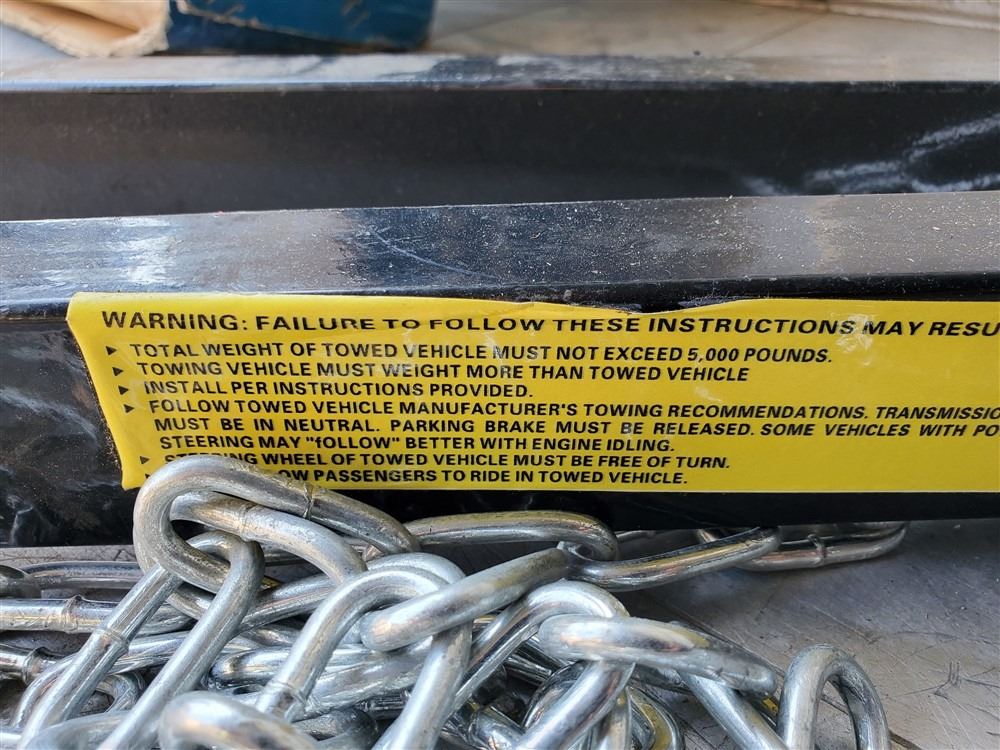 WARNING: FAILURE TO FOLLOW THESE INSTRUCTIONS MAY RESU
▸ TOTAL WEIGHT OF TOWED VEHICLE MUST NOT EXCEED 5,000 POUNDS.
▸ TOWING VEHICLE MUST WEIGHT MORE THAN TOWED VEHICLE
▸ INSTALL PER INSTRUCTIONS PROVIDED.
▸ FOLLOW TOWED VEHICLE MANUFACTURER'S TOWING RECOMMENDATIONS. TRANSMISSIO
MUST BE IN NEUTRAL. PARKING BRAKE MUST BE RELEASED. SOME VEHICLES WITH PO
STEERING MAY "fOLLOW" BETTER WITH ENGINE IDLING.
▸ STEERING WHEEL OF TOWED VEHICLE MUST BE FREE OF TURN.
OW PASSENGERS TO RIDE IN TOWED VEHICLE.